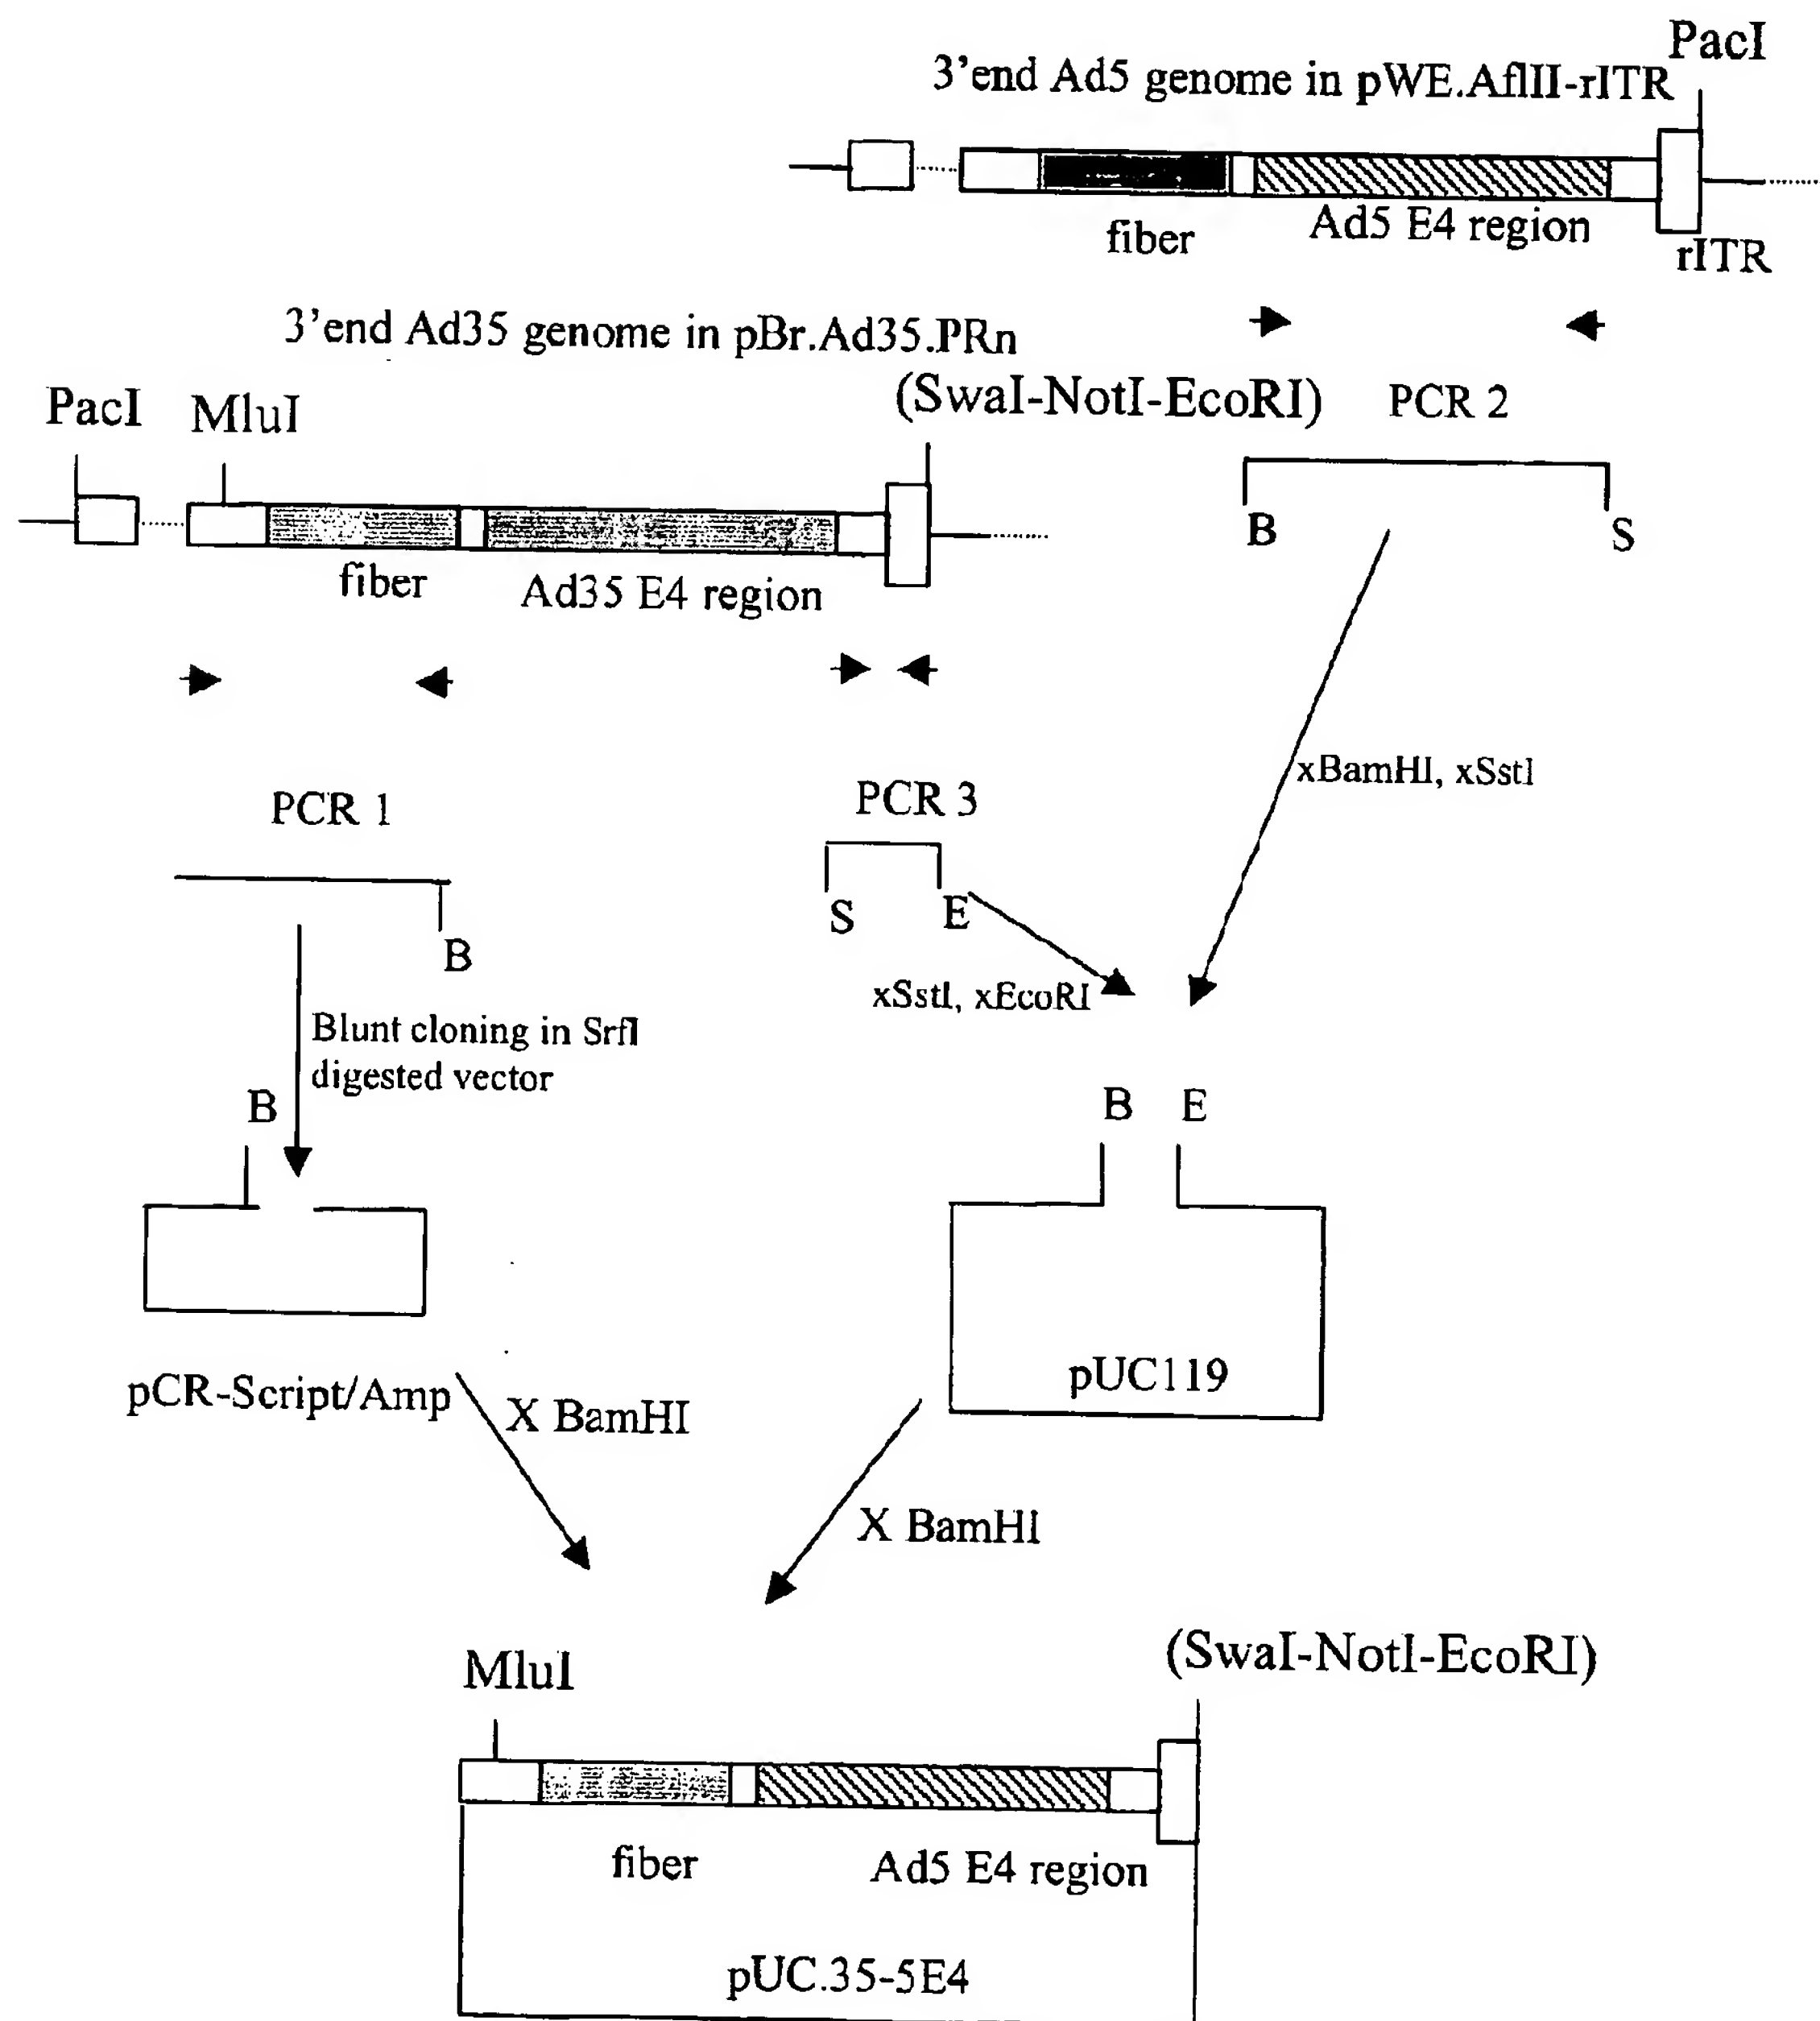 PacI
3'end Ad5 genome in pWE.AflII-rITR
fiber
Ad5 E4 region
rITR
3'end Ad35 genome in pBr.Ad35.PRn
PacI
MluI
(SwaI-NotI-EcoRI)
PCR 2
B
S
fiber
Ad35 E4 region
xBamHI, xSstI
PCR 1
PCR 3
S
E
B
xSstI, xEcoRI
Blunt cloning in SrfI
digested vector
B
B
E
pCR-Script/Amp
X BamHI
pUC119
X BamHI
MluI
(SwaI-NotI-EcoRI)
fiber
Ad5 E4 region
pUC.35-5E4